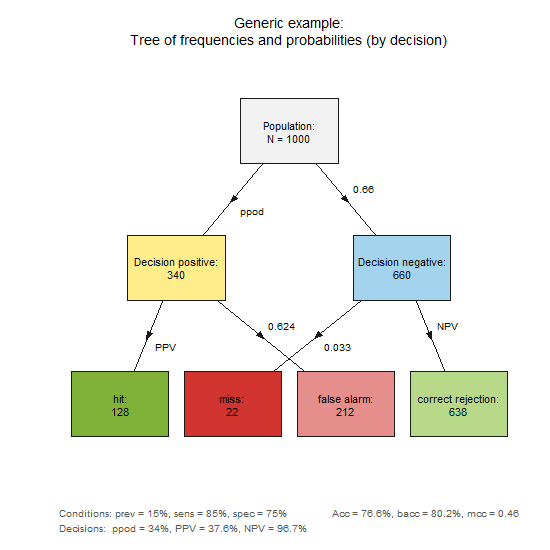 Generic example:
Tree of frequencies and probabilities (by decision)
Population:
N = 1000
ppod
0.66
Decision positive:
340
Decision negative:
660
PPV
0.624
0.033
NPV
hit:
128
miss:
22
false alarm:
212
correct rejection:
638
Conditions: prev = 15%, sens = 85%, spec = 75%
Acc = 76.6%, bacc = 80.2%, mcc = 0.46
Decisions: ppod = 34%, PPV = 37.6%, NPV = 96.7%